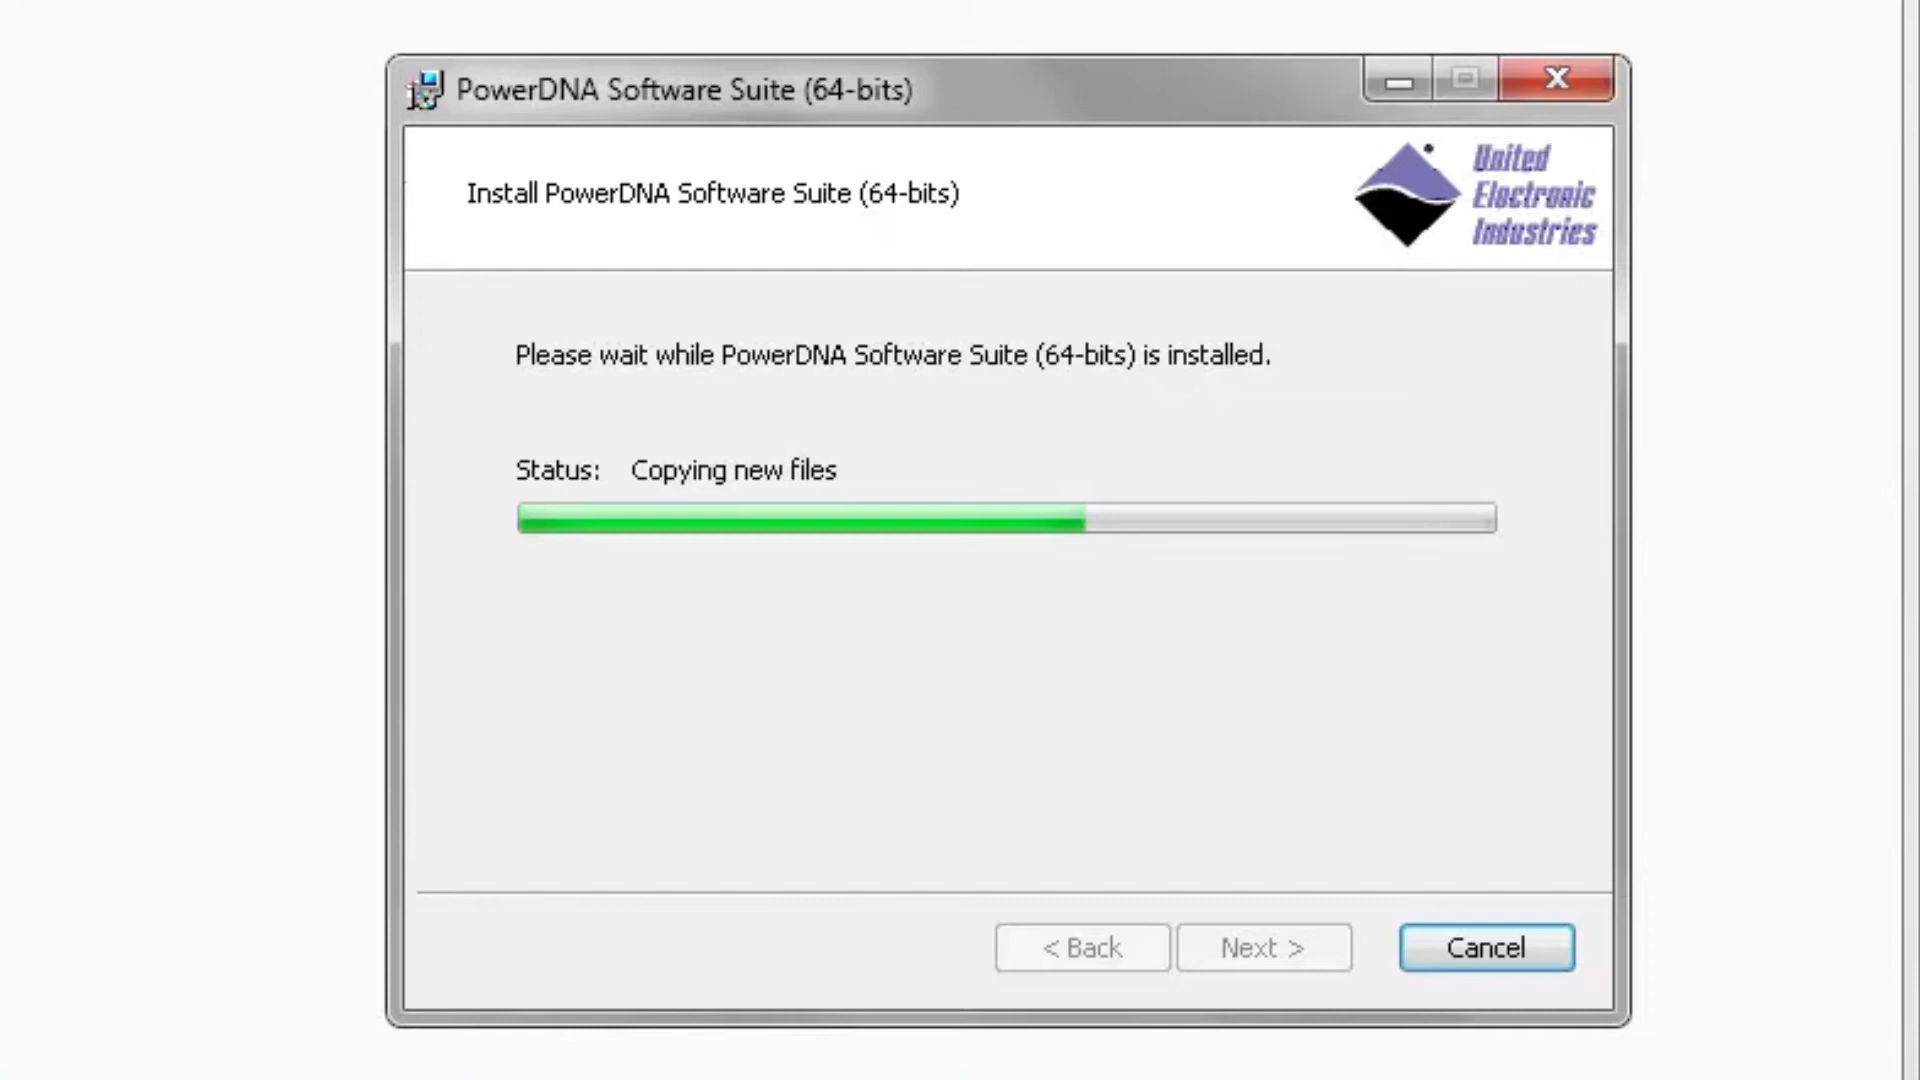 PowerDNA Software Suite (64-bits)
Install PowerDNA Software Suite (64-bits)
United
Electronic
Industries
Please wait while PowerDNA Software Suite (64-bits) is installed.
Status: Copying new files
< Back Next > Cancel